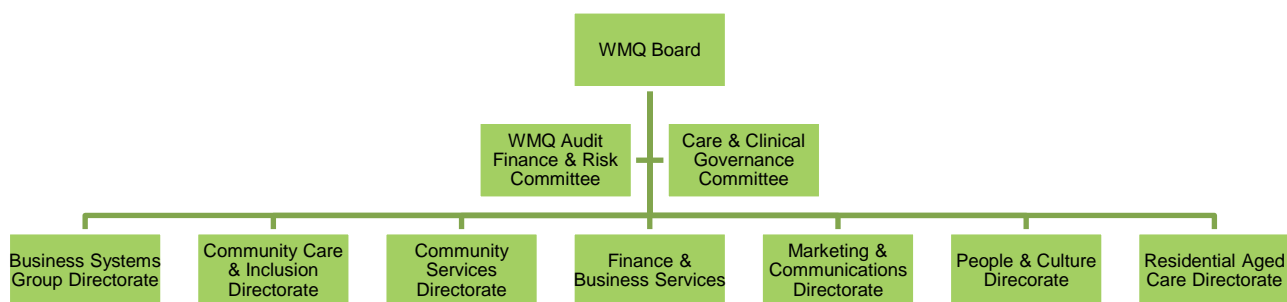 WMQ Board
WMQ Audit
Finance & Risk
Committee
Care & Clinical
Governance
Committee
Business Systems
Group Directorate
Community Care
& Inclusion
Directorate
Community
Services
Directorate
Finance &
Business Services
Marketing &
Communications
Directorate
People & Culture
Direcorate
Residential Aged
Care Directorate